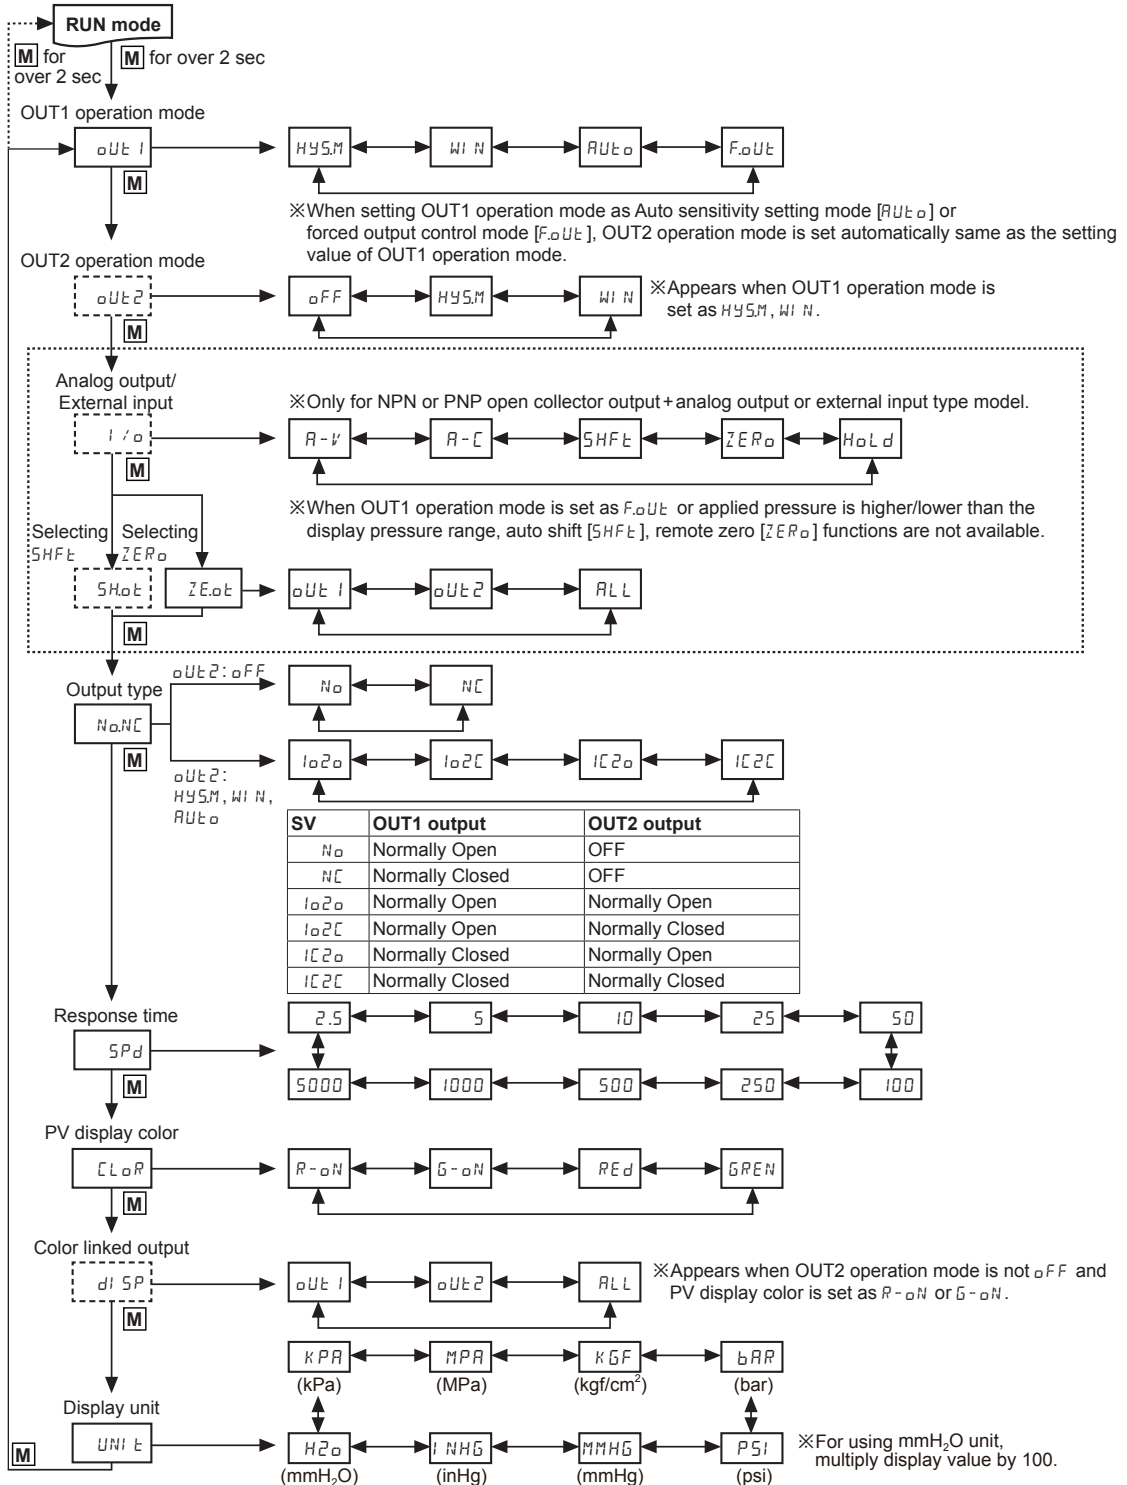 RUN mode
M for
over 2 sec
M for over 2 sec
OUT1 operation mode
oUt1
HYS.M
WIN
AUto
F.oUt
M
※When setting OUT1 operation mode as Auto sensitivity setting mode [AUto] or
forced output control mode [F.oUt], OUT2 operation mode is set automatically same as the setting
value of OUT1 operation mode.
OUT2 operation mode
oUt2
oFF
HYS.M
WIN
※Appears when OUT1 operation mode is
set as HYS.M, WIN.
M
Analog output/
External input
※Only for NPN or PNP open collector output+analog output or external input type model.
I/o
A-V
A-C
SHFt
ZERo
HoLd
M
※When OUT1 operation mode is set as F.oUt or applied pressure is higher/lower than the
display pressure range, auto shift [SHFt], remote zero [ZERo] functions are not available.
Selecting
SHFt
Selecting
ZERo
SH.ot
ZE.ot
oUt1
oUt2
ALL
M
Output type
oUt2:oFF
No
NC
No.NC
M
oUt2:
HYS.M, WIN,
AUto
1o2o
1o2C
1C2o
1C2C
SV OUT1 output OUT2 output
No Normally Open OFF
NC Normally Closed OFF
1o2o Normally Open Normally Open
1o2C Normally Open Normally Closed
1C2o Normally Closed Normally Open
1C2C Normally Closed Normally Closed
Response time
2.5
5
10
25
50
SPd
5000
1000
500
250
100
M
PV display color
CLoR
R-oN
G-oN
REd
GREN
M
Color linked output
dISP
oUt1
oUt2
ALL
※Appears when OUT2 operation mode is not oFF and
PV display color is set as R-oN or G-oN.
M
KPA
MPA
KGF
bAR
(kPa)
(MPa)
(kgf/cm²)
(bar)
Display unit
UNIt
H2o
INHG
MMHG
PSI
※For using mmH₂O unit,
multiply display value by 100.
M
(mmH₂O)
(inHg)
(mmHg)
(psi)